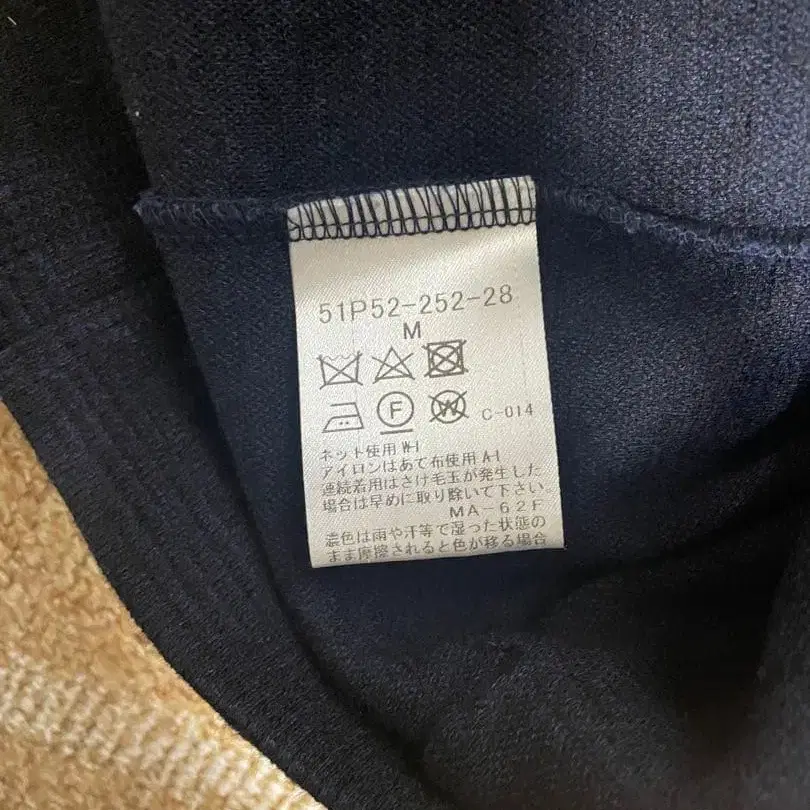 51P52-252-28
M
F W C-014
ネット使用 W-1
アイロンはあて布使用 A-1
連続着用はさけ毛玉が発生した
場合は早めに取り除いて下さい。
MA-62F
濃色は雨や汗等で湿った状態の
まま摩擦されると色が移る場合